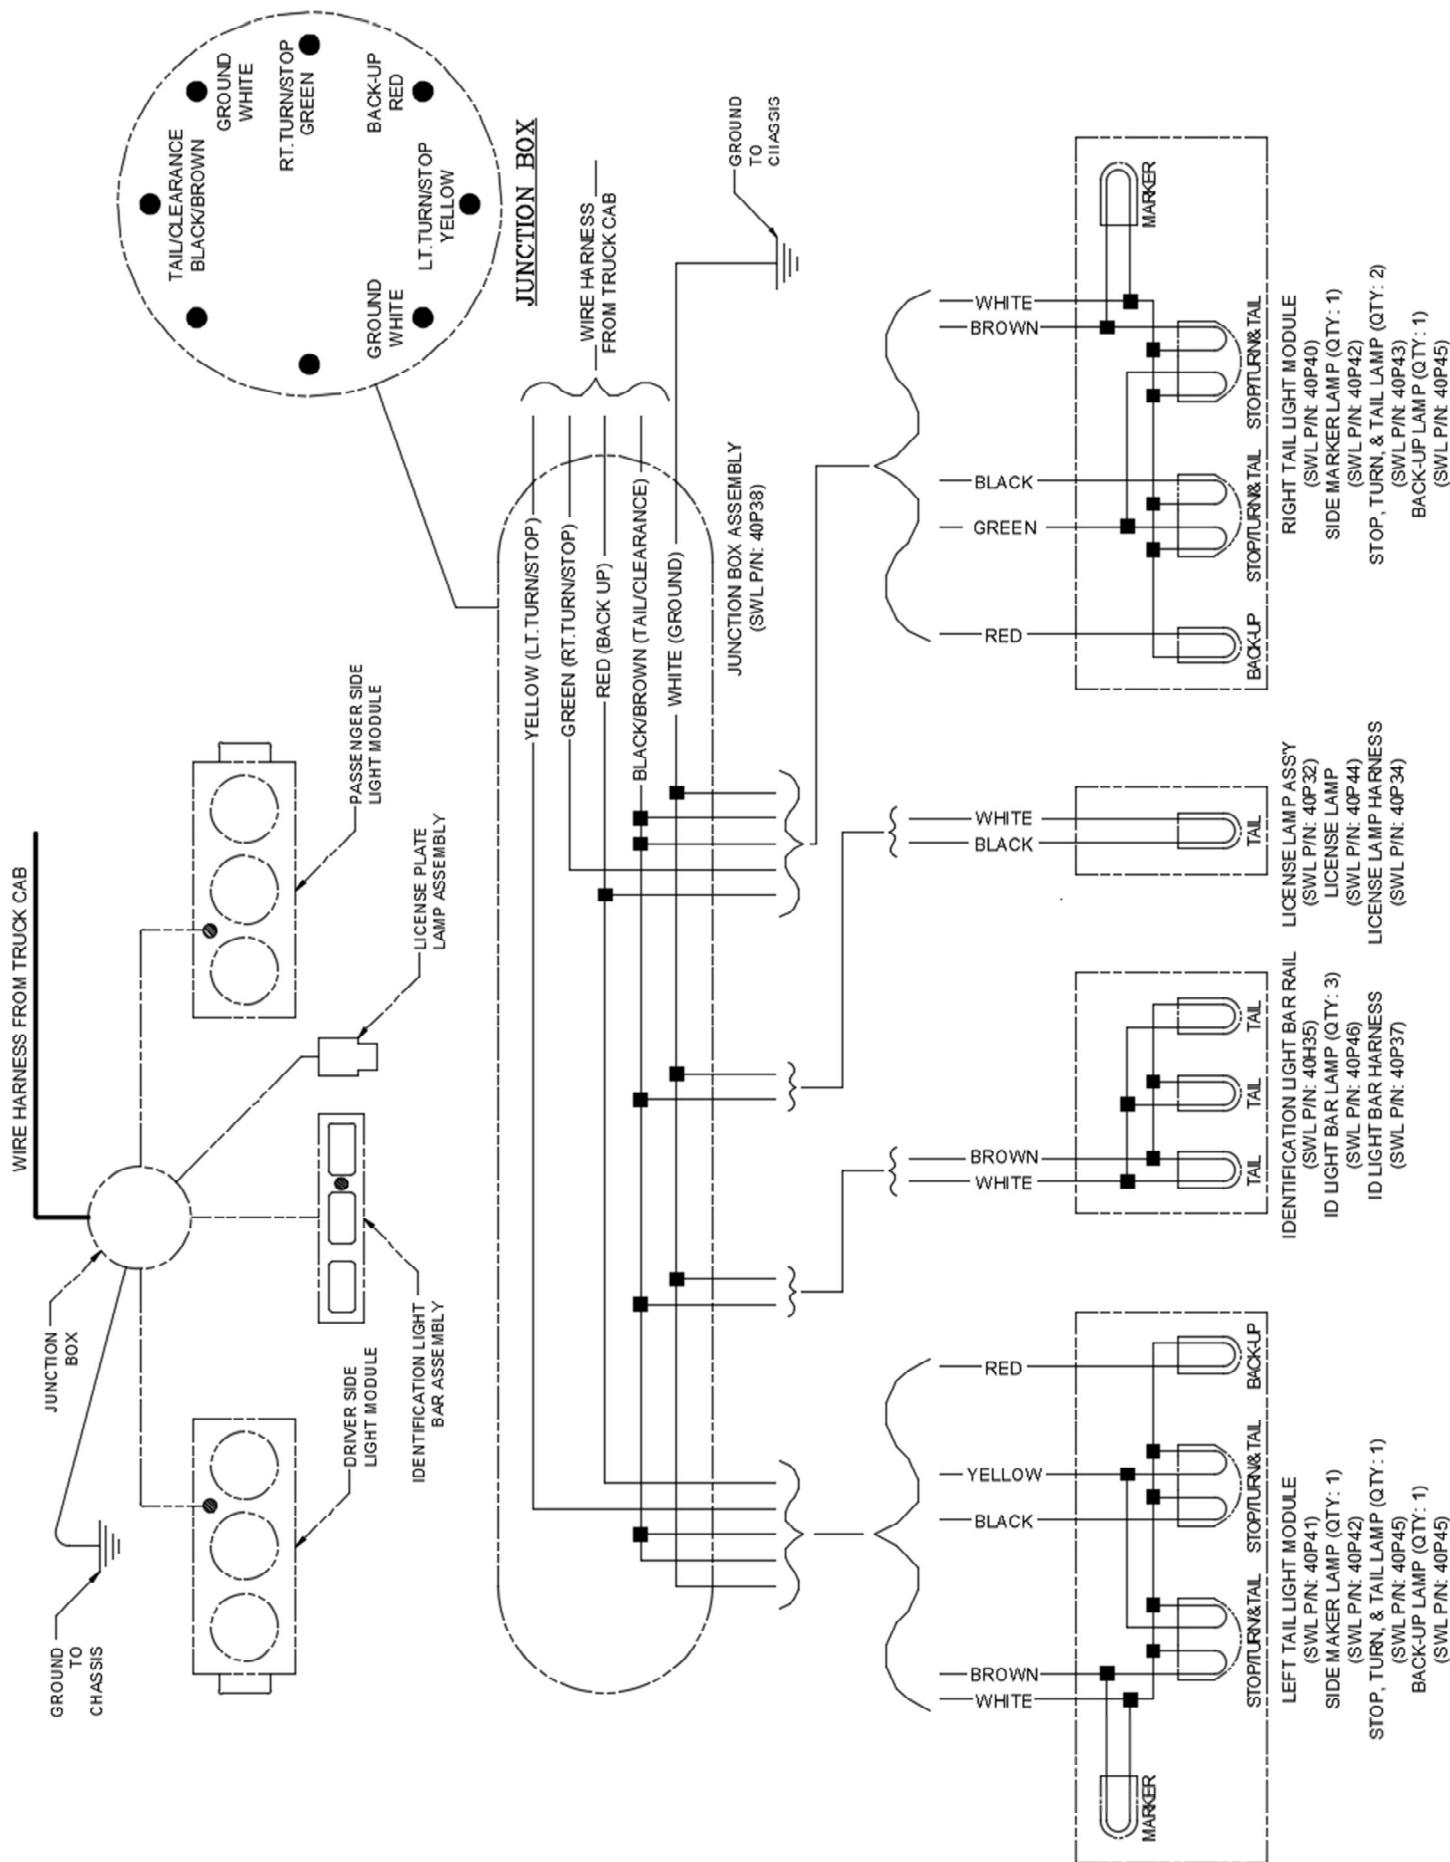 WIRE HARNESS FROM TRUCK CAB
GROUND
TO
CHASSIS
JUNCTION
BOX
DRIVER SIDE
LIGHT MODULE
IDENTIFICATION LIGHT
BAR ASSEMBLY
LICENSE PLATE
LAMP ASSEMBLY
PASSENGER SIDE
LIGHT MODULE
TAIL/CLEARANCE
BLACK/BROWN
GROUND
WHITE
RT.TURN/STOP
GREEN
BACK-UP
RED
LT.TURN/STOP
YELLOW
GROUND
WHITE
JUNCTION BOX
WIRE HARNESS
FROM TRUCK CAB
YELLOW (LT.TURN/STOP)
GREEN (RT.TURN/STOP)
RED (BACK UP)
BLACK/BROWN (TAIL/CLEARANCE)
WHITE (GROUND)
JUNCTION BOX ASSEMBLY
(SWL P/N: 40P38)
GROUND
TO
CHASSIS
WHITE
BROWN
BLACK
YELLOW
RED
MARKER
STOP/TURN&TAIL
STOP/TURN&TAIL
BACK-UP
LEFT TAIL LIGHT MODULE
(SWL P/N: 40P41)
SIDE MAKER LAMP (QTY: 1)
(SWL P/N: 40P42)
STOP, TURN, & TAIL LAMP (QTY: 1)
(SWL P/N: 40P45)
BACK-UP LAMP (QTY: 1)
(SWL P/N: 40P45)
WHITE
BROWN
TAIL
TAIL
TAIL
IDENTIFICATION LIGHT BAR RAIL
(SWL P/N: 40H35)
ID LIGHT BAR LAMP (QTY: 3)
(SWL P/N: 40P46)
ID LIGHT BAR HARNESS
(SWL P/N: 40P37)
BLACK
WHITE
TAIL
LICENSE LAMP ASS'Y
(SWL P/N: 40P32)
LICENSE LAMP
(SWL P/N: 40P44)
LICENSE LAMP HARNESS
(SWL P/N: 40P34)
RED
GREEN
BLACK
BROWN
WHITE
BACK-UP
STOP/TURN&TAIL
STOP/TURN&TAIL
MARKER
RIGHT TAIL LIGHT MODULE
(SWL P/N: 40P40)
SIDE MARKER LAMP (QTY: 1)
(SWL P/N: 40P42)
STOP, TURN, & TAIL LAMP (QTY: 2)
(SWL P/N: 40P43)
BACK-UP LAMP (QTY: 1)
(SWL P/N: 40P45)